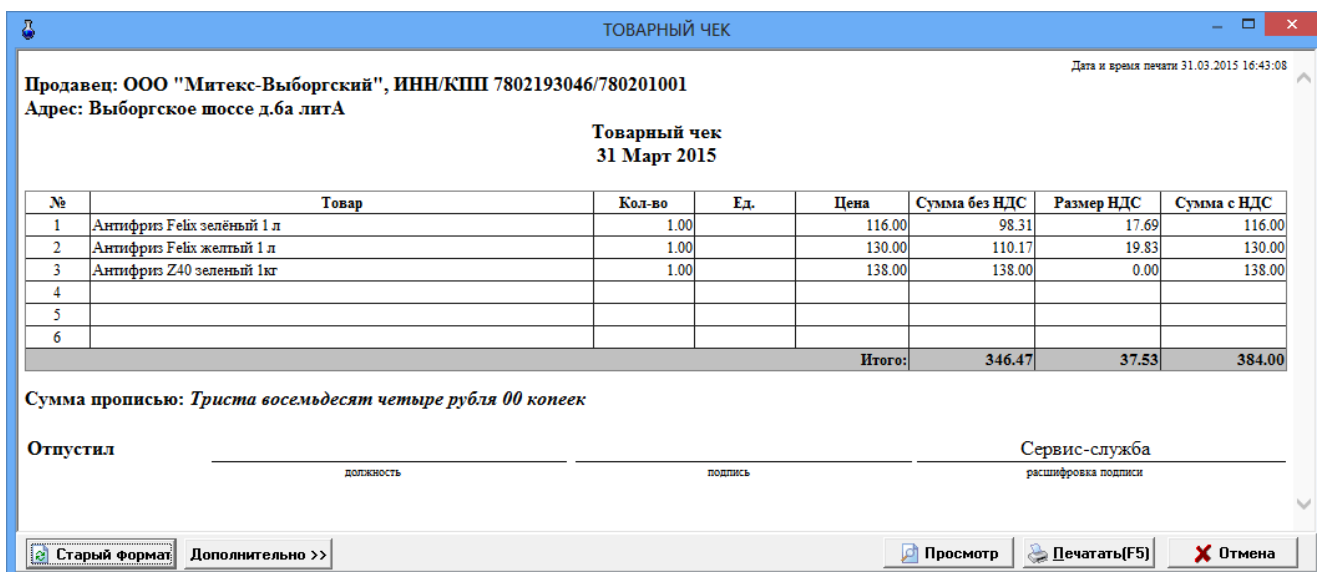 ТОВАРНЫЙ ЧЕК
Дата и время печати 31.03.2015 16:43:08
Продавец: ООО "Митекс-Выборгский", ИНН/КПП 7802193046/780201001
Адрес: Выборгское шоссе д.6а литА
Товарный чек
31 Март 2015
№ Товар Кол-во Ед. Цена Сумма без НДС Размер НДС Сумма с НДС
1 Антифриз Felix зелёный 1 л 1.00 116.00 98.31 17.69 116.00
2 Антифриз Felix желтый 1 л 1.00 130.00 110.17 19.83 130.00
3 Антифриз Z40 зеленый 1кг 1.00 138.00 138.00 0.00 138.00
4
5
6
Итого: 346.47 37.53 384.00
Сумма прописью: Триста восемьдесят четыре рубля 00 копеек
Отпустил Сервис-служба
должность подпись расшифровка подписи
Старый формат Дополнительно >> Просмотр Печатать(F5) Отмена